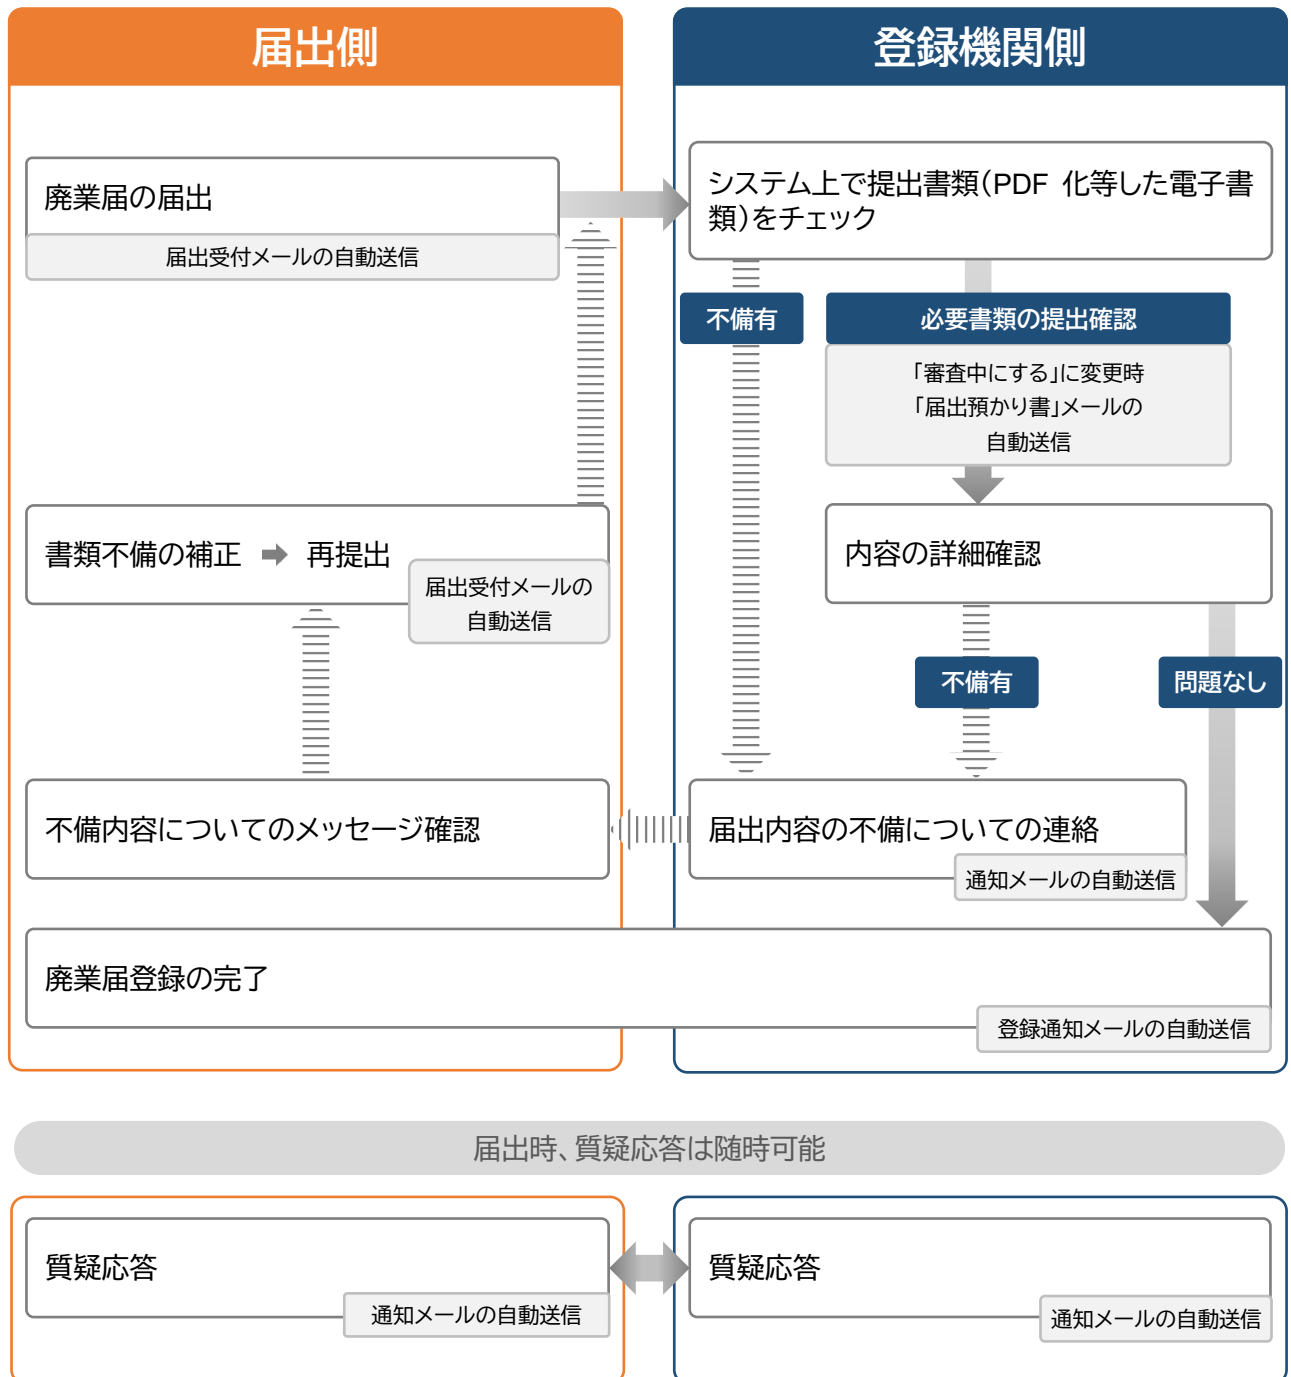 届出側
登録機関側
廃業届の届出
届出受付メールの自動送信
システム上で提出書類(PDF 化等した電子書
類)をチェック
不備有
必要書類の提出確認
「審査中にする」に変更時
「届出預かり書」メールの
自動送信
書類不備の補正 ➡ 再提出
届出受付メールの
自動送信
内容の詳細確認
不備有
問題なし
不備内容についてのメッセージ確認
届出内容の不備についての連絡
通知メールの自動送信
廃業届登録の完了
登録通知メールの自動送信
届出時、質疑応答は随時可能
質疑応答
通知メールの自動送信
質疑応答
通知メールの自動送信